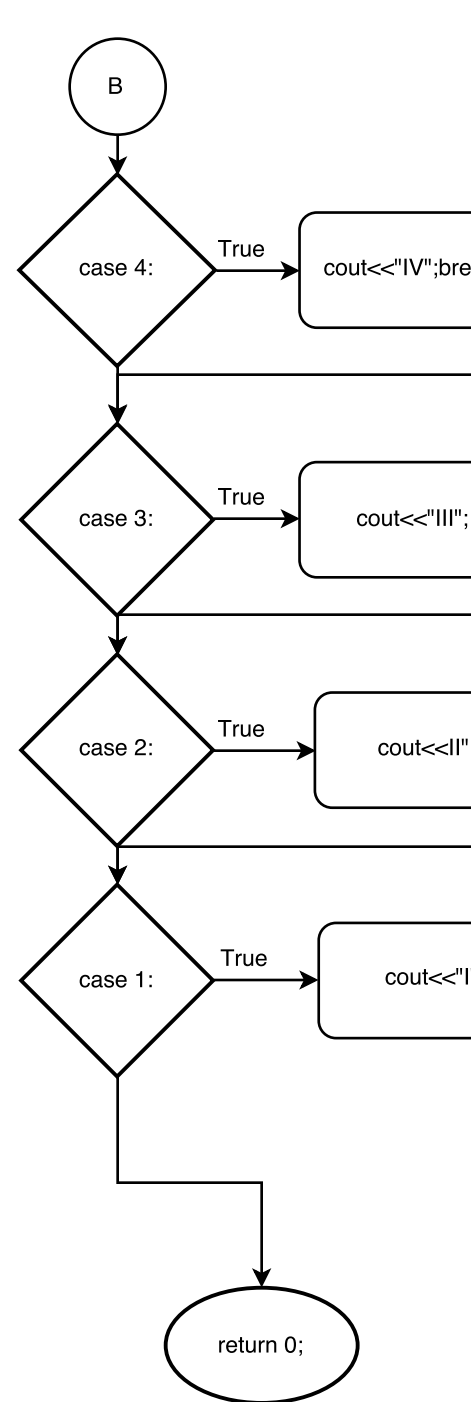 B
case 4:
True
cout<<"IV";bre
case 3:
True
cout<<"III";
case 2:
True
cout<<II"
case 1:
True
cout<<"I
return 0;